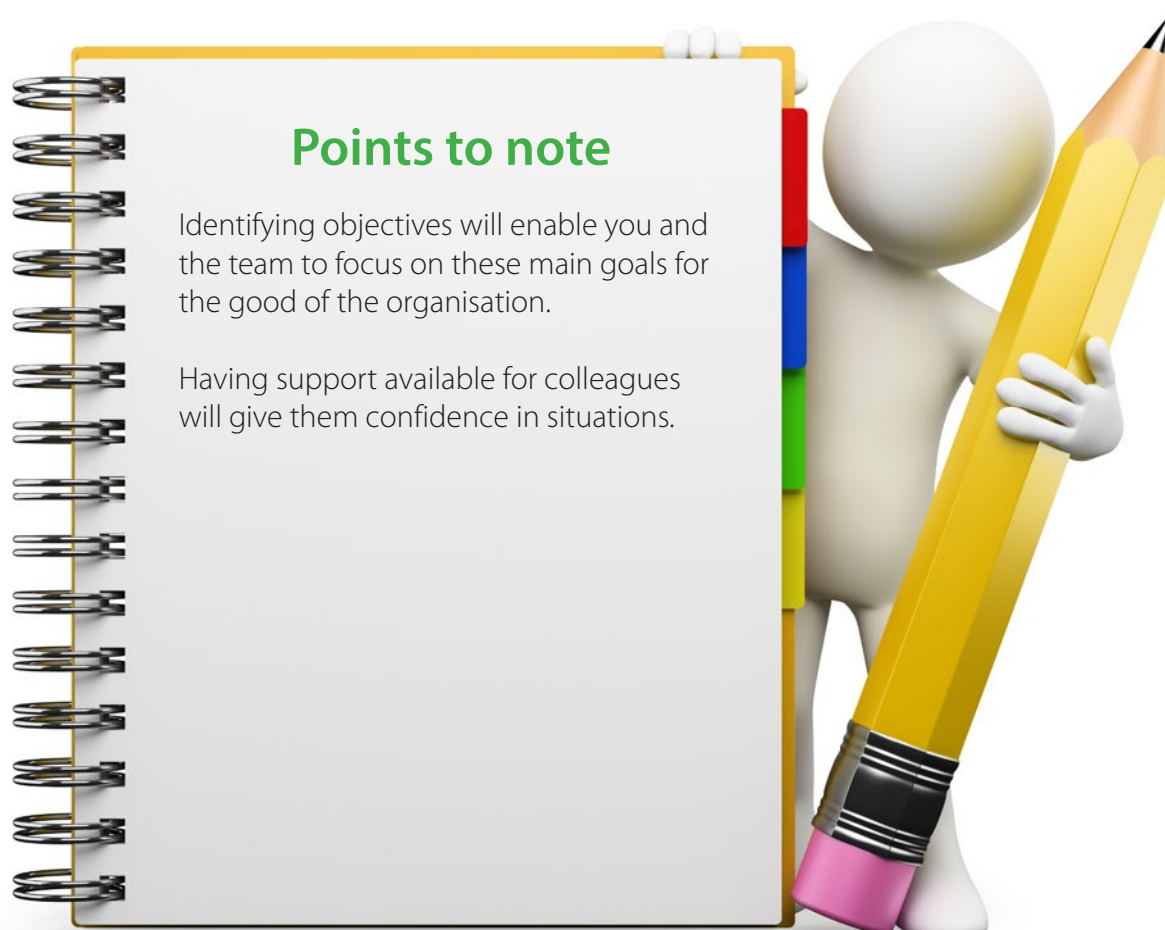 Points to note
Identifying objectives will enable you and
the team to focus on these main goals for
the good of the organisation.
Having support available for colleagues
will give them confidence in situations.